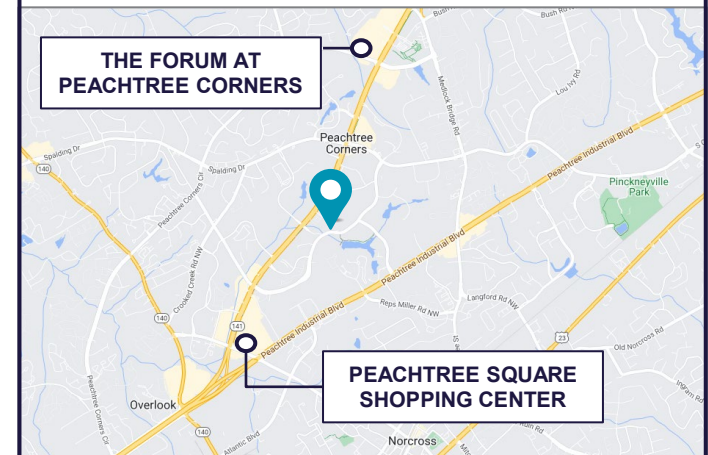 Bush Rd
THE FORUM AT
PEACHTREE CORNERS
Medlock Bridge Rd
Lou Ivy Rd
Peachtree
Corners
Peachtree Industrial Blvd
Spalding Dr
140
Spalding Dr
Pinckneyville
Park
Peachtree Corners Cir
Peachtree Industrial Blvd
Crooked Creek Rd NW
Reps Miller Rd NW
Langford Rd NW
140
141
Peachtree Industrial Blvd
23
Old Norcross Rd
PEACHTREE SQUARE
SHOPPING CENTER
Ingram Rd
Peachtree Corners Cir
Overlook
140
Atlantic Blvd
Norcross